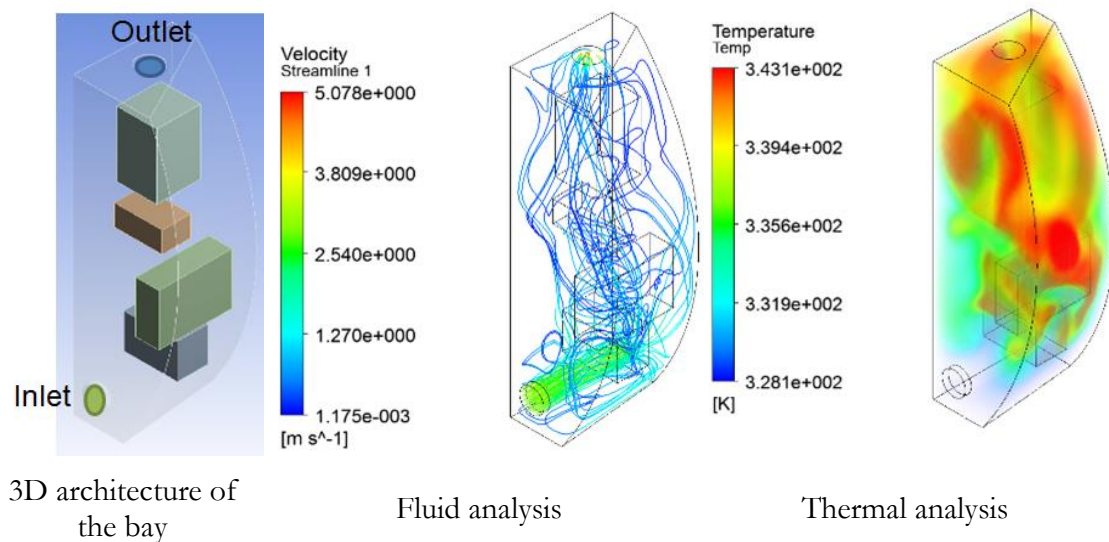 Outlet
Inlet
Velocity
Streamline 1
5.078e+000
3.809e+000
2.540e+000
1.270e+000
1.175e-003
[m s^-1]
Temperature
Temp
3.431e+002
3.394e+002
3.356e+002
3.319e+002
3.281e+002
[K]
3D architecture of
the bay
Fluid analysis
Thermal analysis